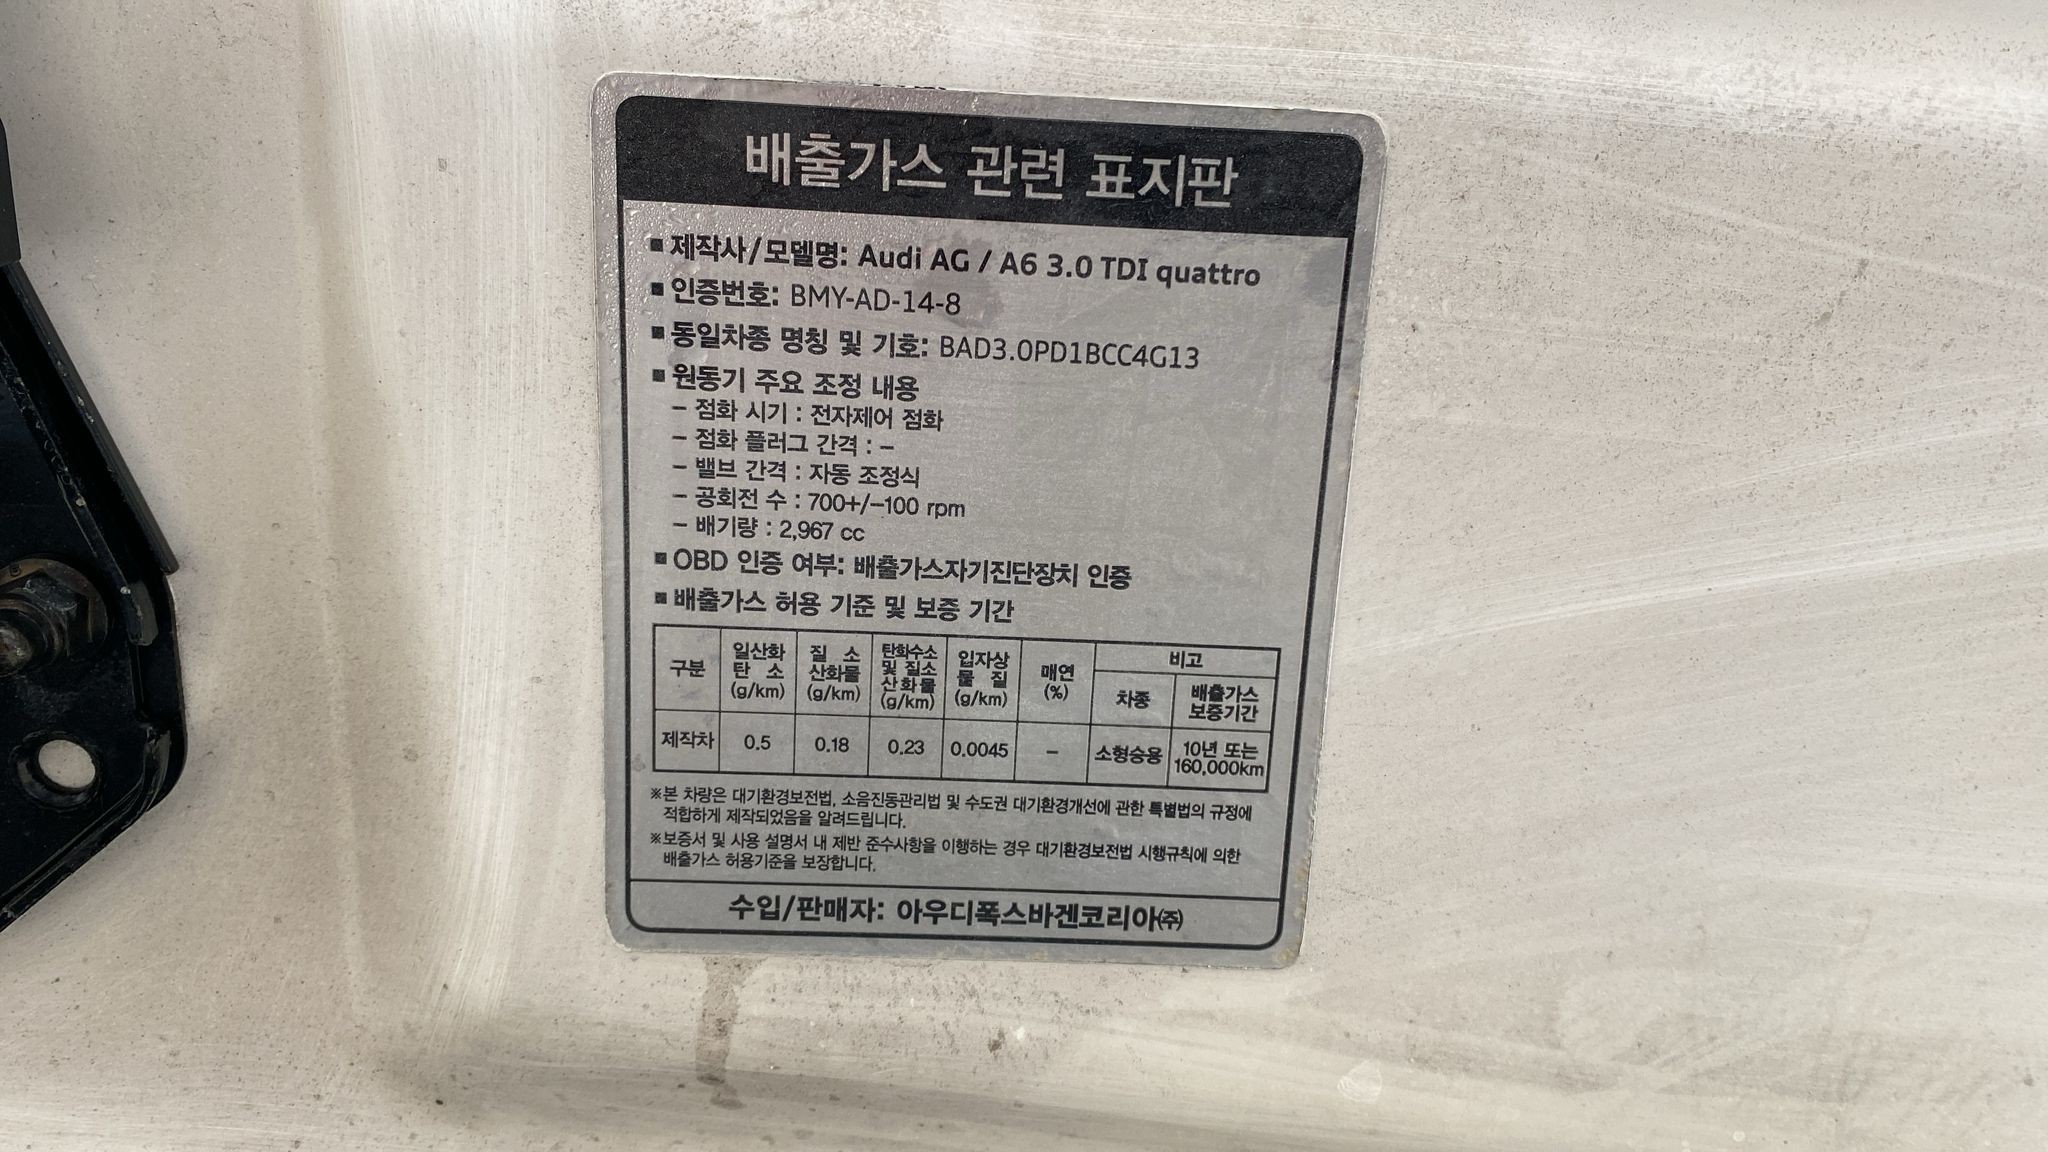 배출가스 관련 표지판
▪ 제작사/모델명: Audi AG / A6 3.0 TDI quattro
▪ 인증번호: BMY-AD-14-8
▪ 동일차종 명칭 및 기호: BAD3.0PD1BCC4G13
▪ 원동기 주요 조정 내용
– 점화 시기 : 전자제어 점화
– 점화 플러그 간격 : –
– 밸브 간격 : 자동 조정식
– 공회전 수 : 700+/–100 rpm
– 배기량 : 2,967 cc
▪ OBD 인증 여부: 배출가스자기진단장치 인증
▪ 배출가스 허용 기준 및 보증 기간
구분 일산화 탄소 (g/km) 질소 산화물 (g/km) 탄화수소 및 질소 산화물 (g/km) 입자상 물질 (g/km) 매연 (%) 비고
차종 배출가스 보증기간
제작차 0.5 0.18 0.23 0.0045 – 소형승용 10년 또는 160,000km
※본 차량은 대기환경보전법, 소음진동관리법 및 수도권 대기환경개선에 관한 특별법의 규정에
적합하게 제작되었음을 알려드립니다.
※보증서 및 사용 설명서 내 제반 준수사항을 이행하는 경우 대기환경보전법 시행규칙에 의한
배출가스 허용기준을 보장합니다.
수입/판매자: 아우디폭스바겐코리아㈜